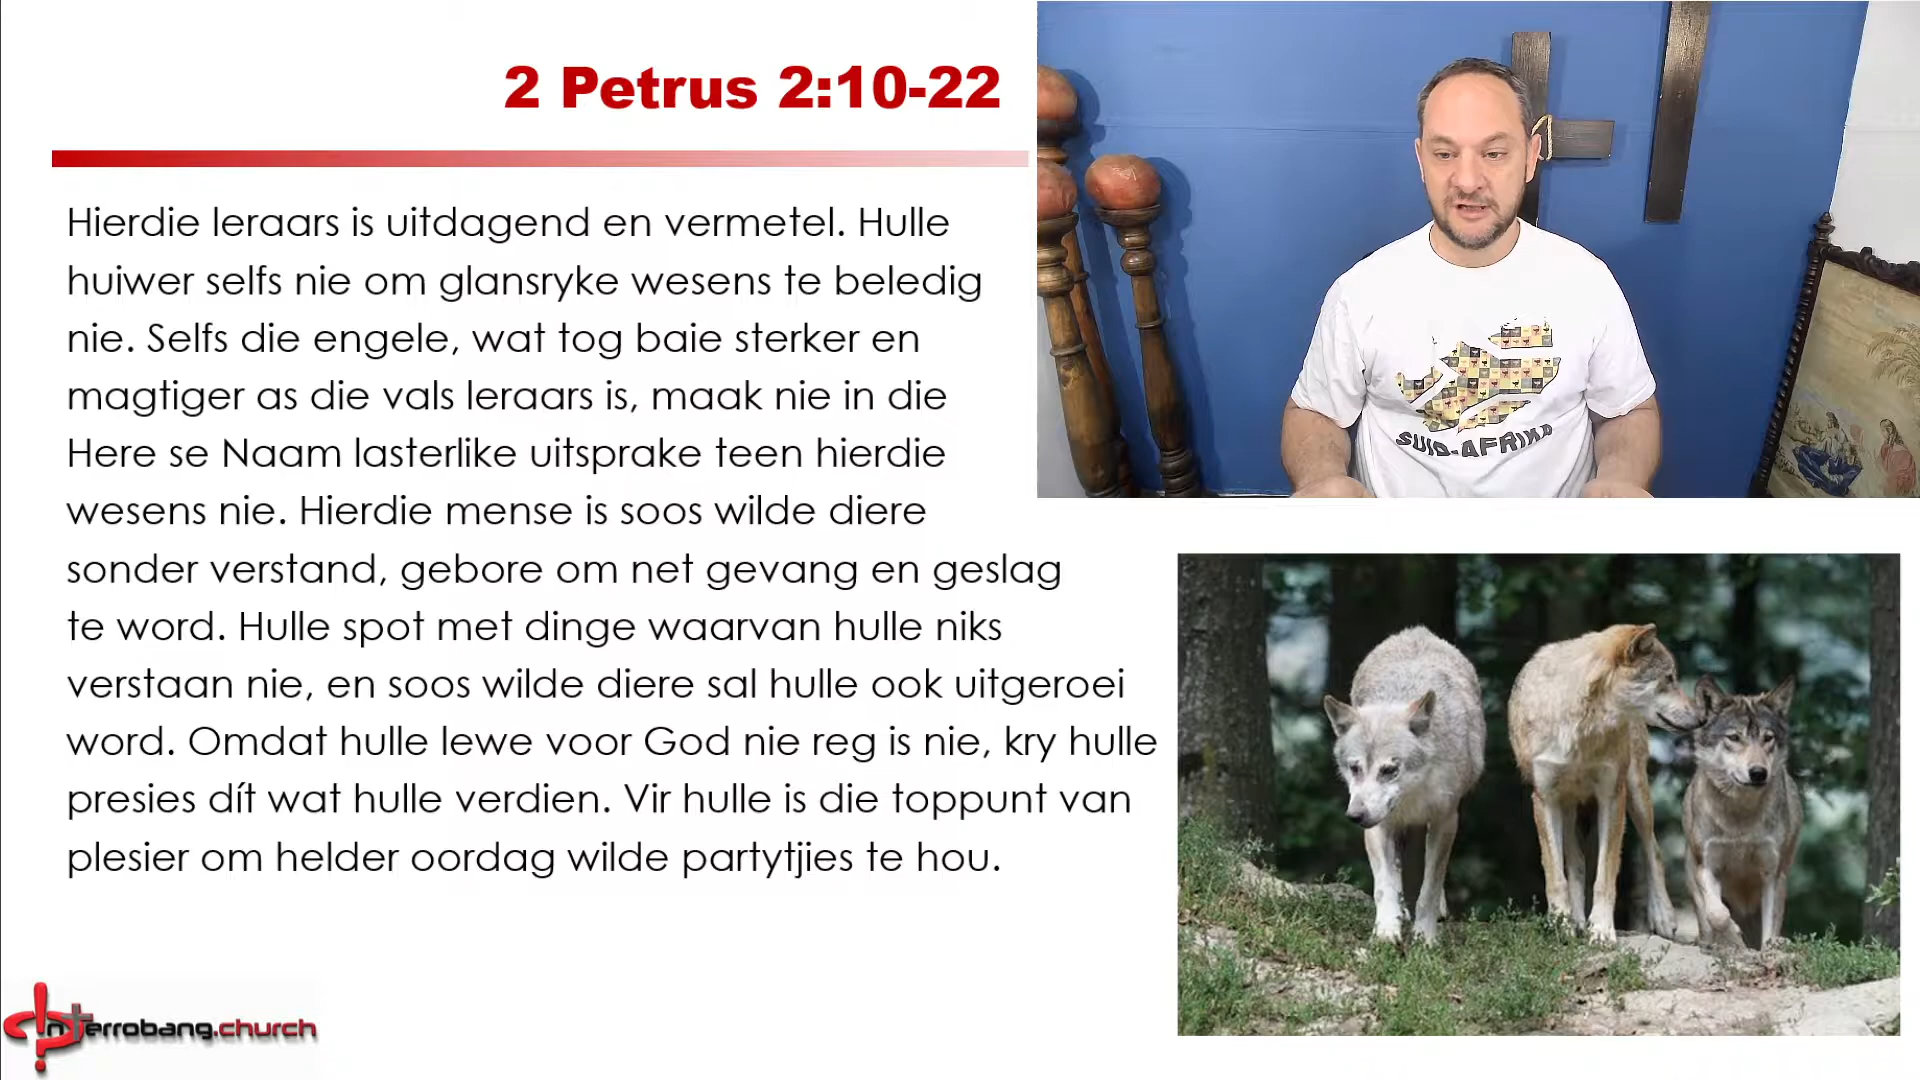 2 Petrus 2:10-22
Hierdie leraars is uitdagend en vermetel. Hulle
huiwer selfs nie om glansryke wesens te beledig
nie. Selfs die engele, wat tog baie sterker en
magtiger as die vals leraars is, maak nie in die
Here se Naam lasterlike uitsprake teen hierdie
wesens nie. Hierdie mense is soos wilde diere
sonder verstand, gebore om net gevang en geslag
te word. Hulle spot met dinge waarvan hulle niks
verstaan nie, en soos wilde diere sal hulle ook uitgeroei
word. Omdat hulle lewe voor God nie reg is nie, kry hulle
presies dít wat hulle verdien. Vir hulle is die toppunt van
plesier om helder oordag wilde partytjies te hou.
SUID-AFRIKA
interrobang.church